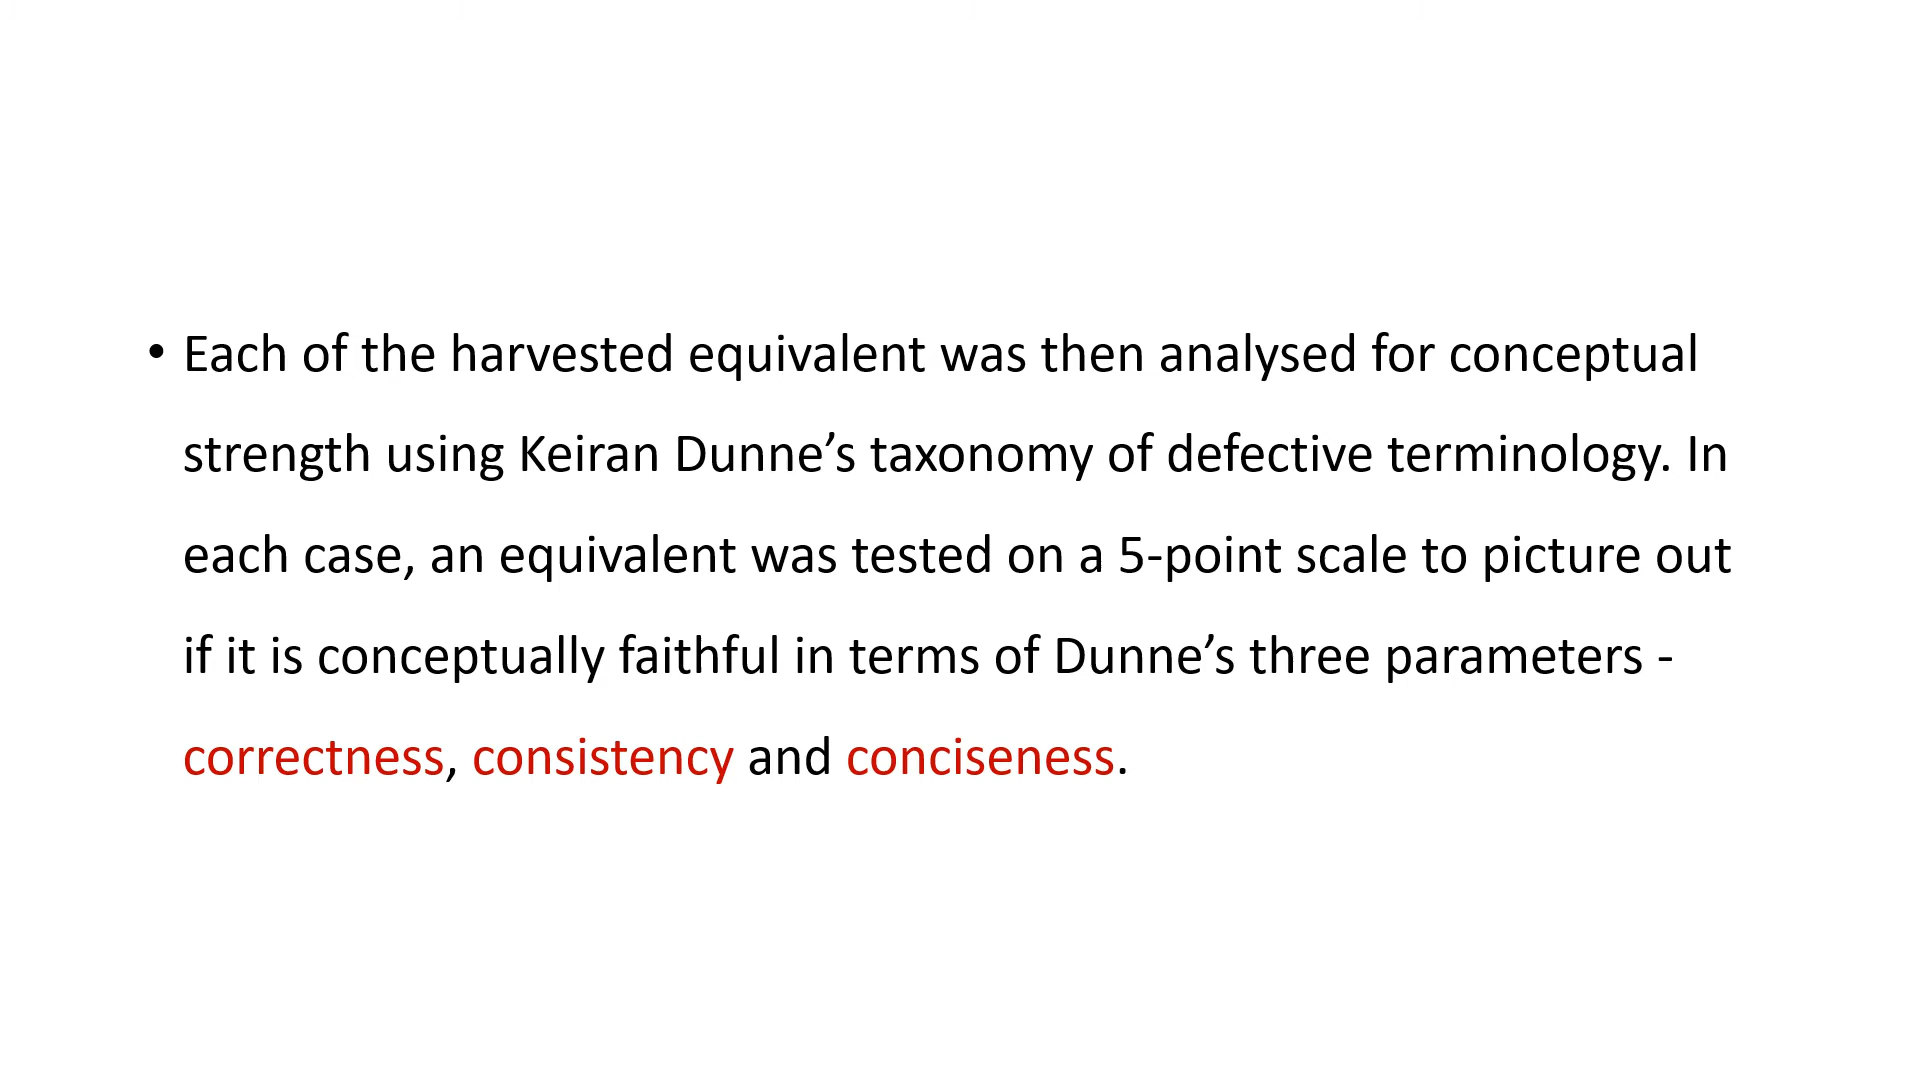 • Each of the harvested equivalent was then analysed for conceptual
strength using Keiran Dunne’s taxonomy of defective terminology. In
each case, an equivalent was tested on a 5-point scale to picture out
if it is conceptually faithful in terms of Dunne’s three parameters -
correctness, consistency and conciseness.